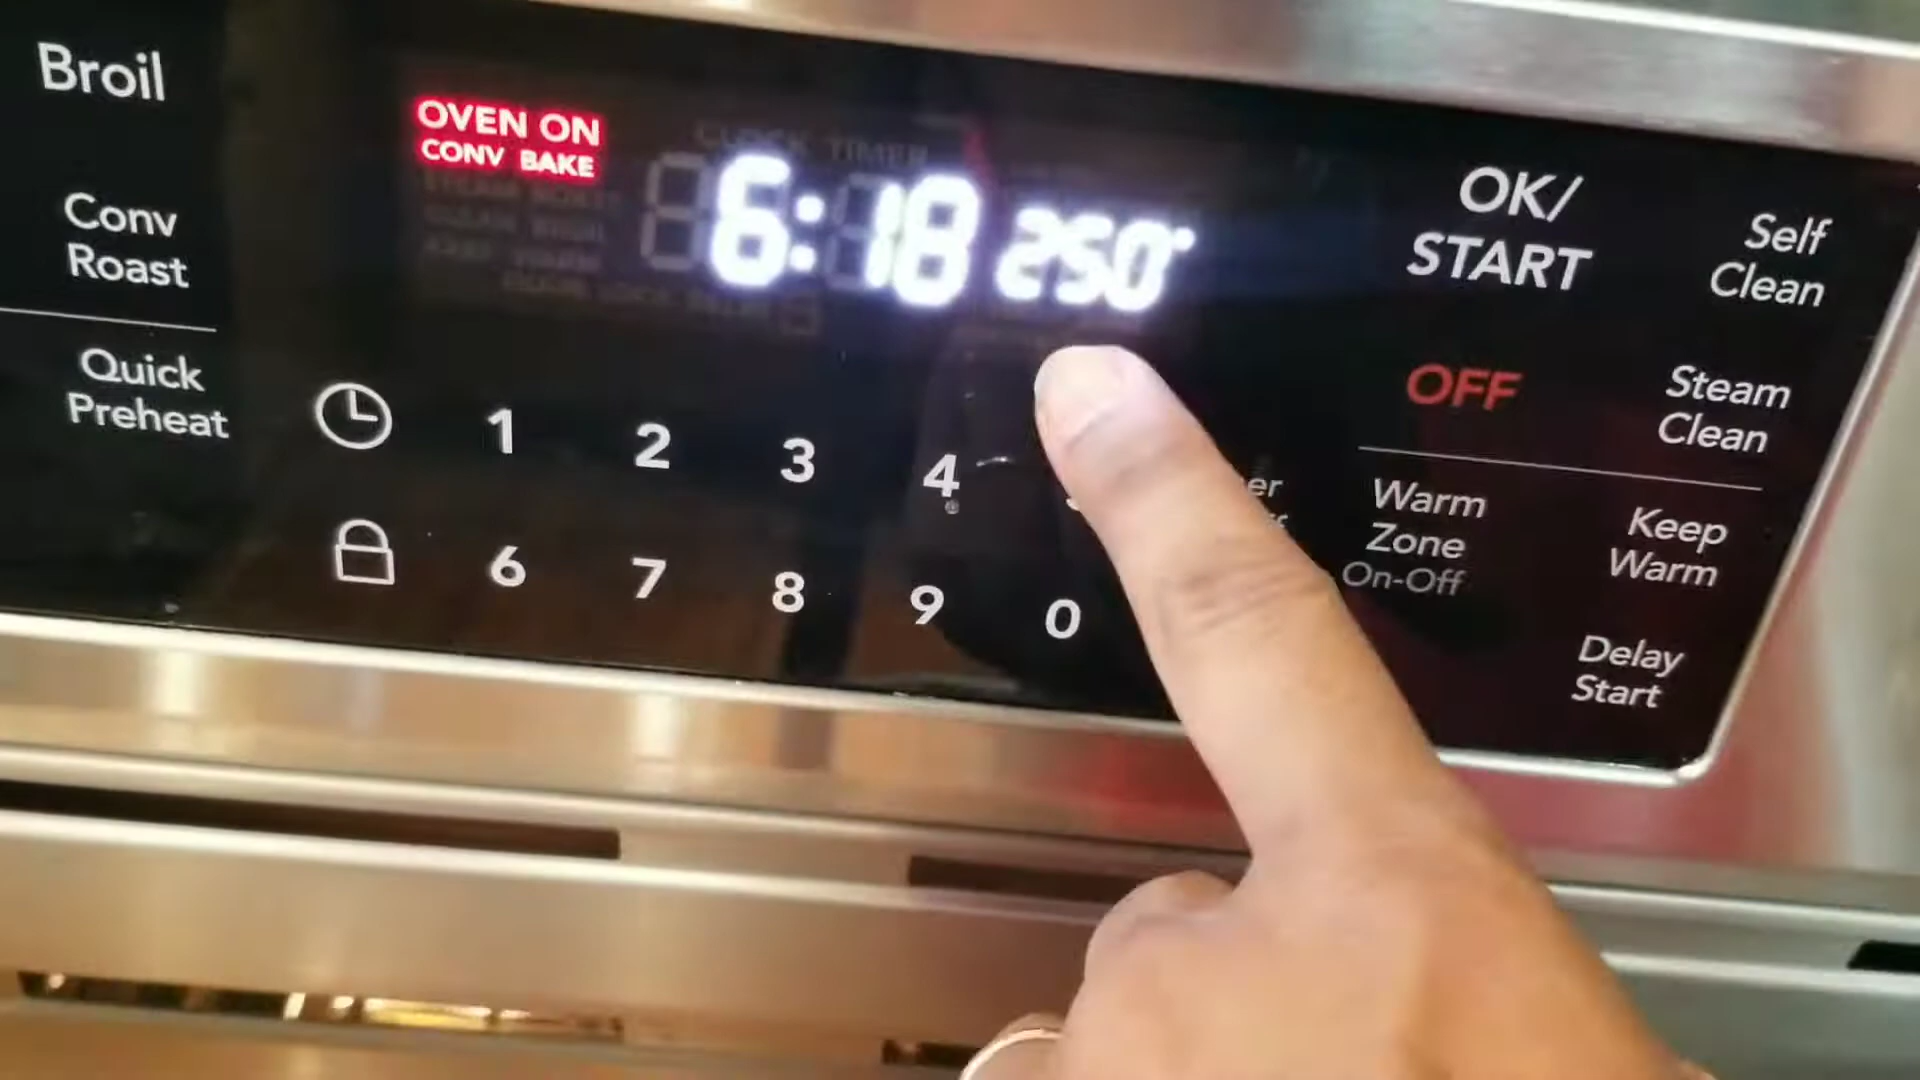 Broil
Conv
Roast
Quick
Preheat
OVEN ON
CONV BAKE
CLOCK TIMER
6:18 250°
1 2 3 4
6 7 8 9 0
OK/
START
OFF
Warm
Zone
On-Off
Self
Clean
Steam
Clean
Keep
Warm
Delay
Start